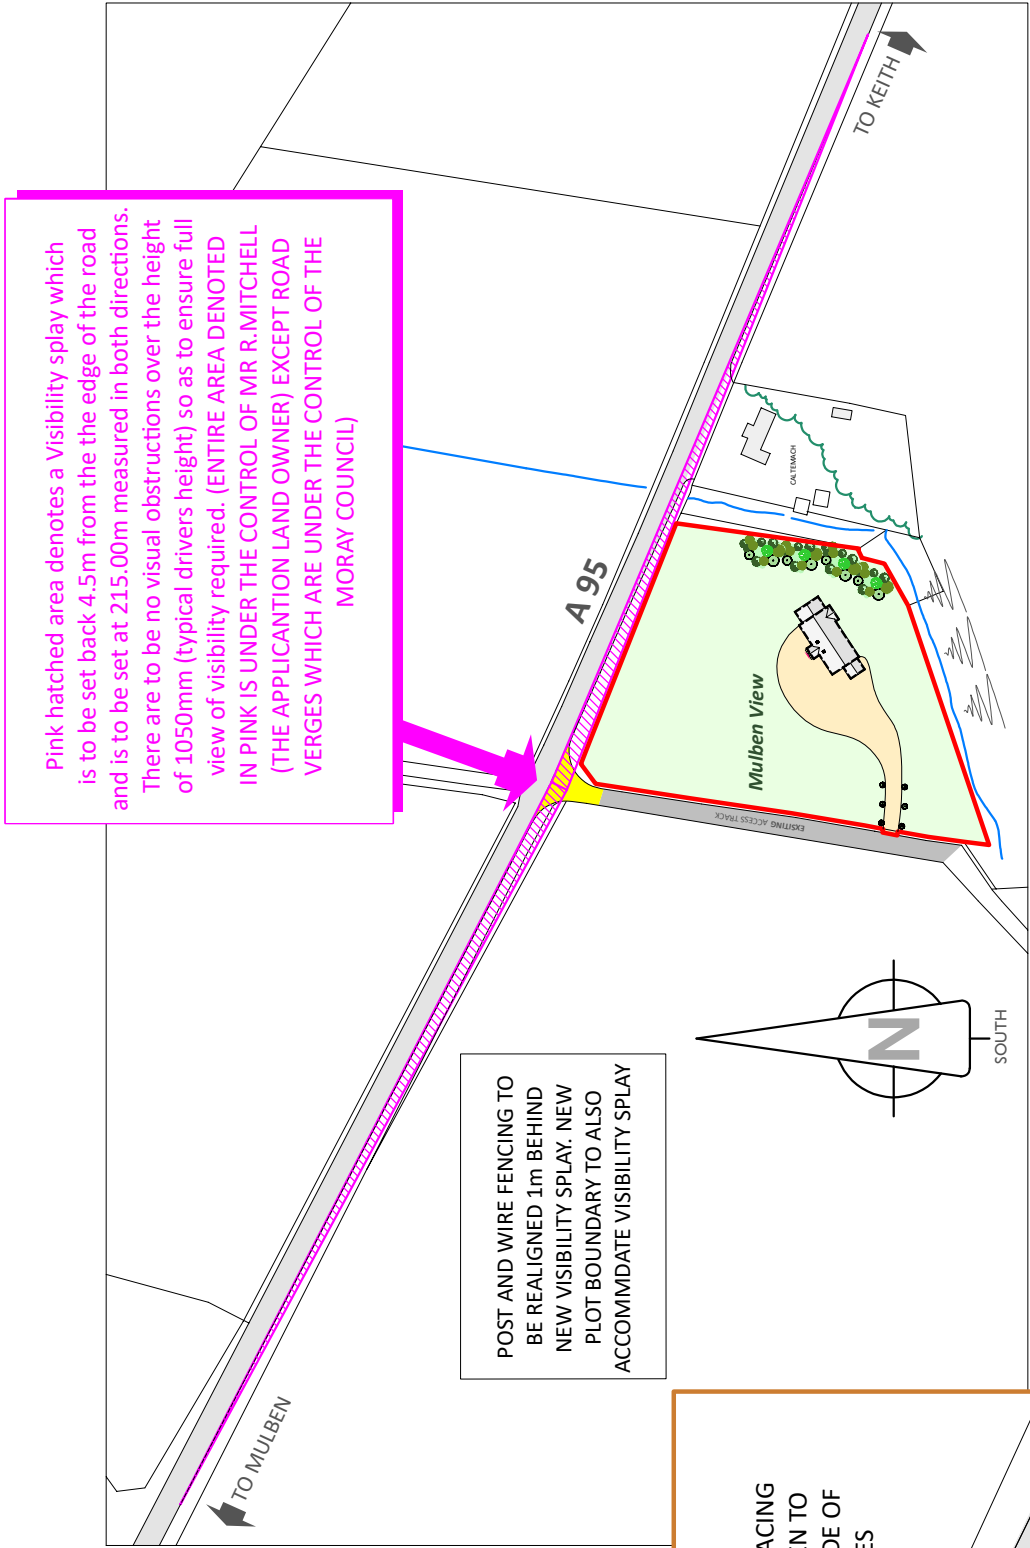 Pink hatched area denotes a Visibility splay which
is to be set back 4.5m from the the edge of the road
and is to be set at 215.00m measured in both directions.
There are to be no visual obstructions over the height
of 1050mm (typical drivers height) so as to ensure full
view of visibility required. (ENTIRE AREA DENOTED
IN PINK IS UNDER THE CONTROL OF MR R.MITCHELL
(THE APPLICANTION LAND OWNER) EXCEPT ROAD
VERGES WHICH ARE UNDER THE CONTROL OF THE
MORAY COUNCIL)
TO MULBEN
A 95
TO KEITH
CALTEMACH
Mulben View
EXSITING ACCESS TRACK
POST AND WIRE FENCING TO
BE REALIGNED 1m BEHIND
NEW VISIBILITY SPLAY. NEW
PLOT BOUNDARY TO ALSO
ACCOMMDATE VISIBILITY SPLAY
N
SOUTH
ACING
N TO
DE OF
ES